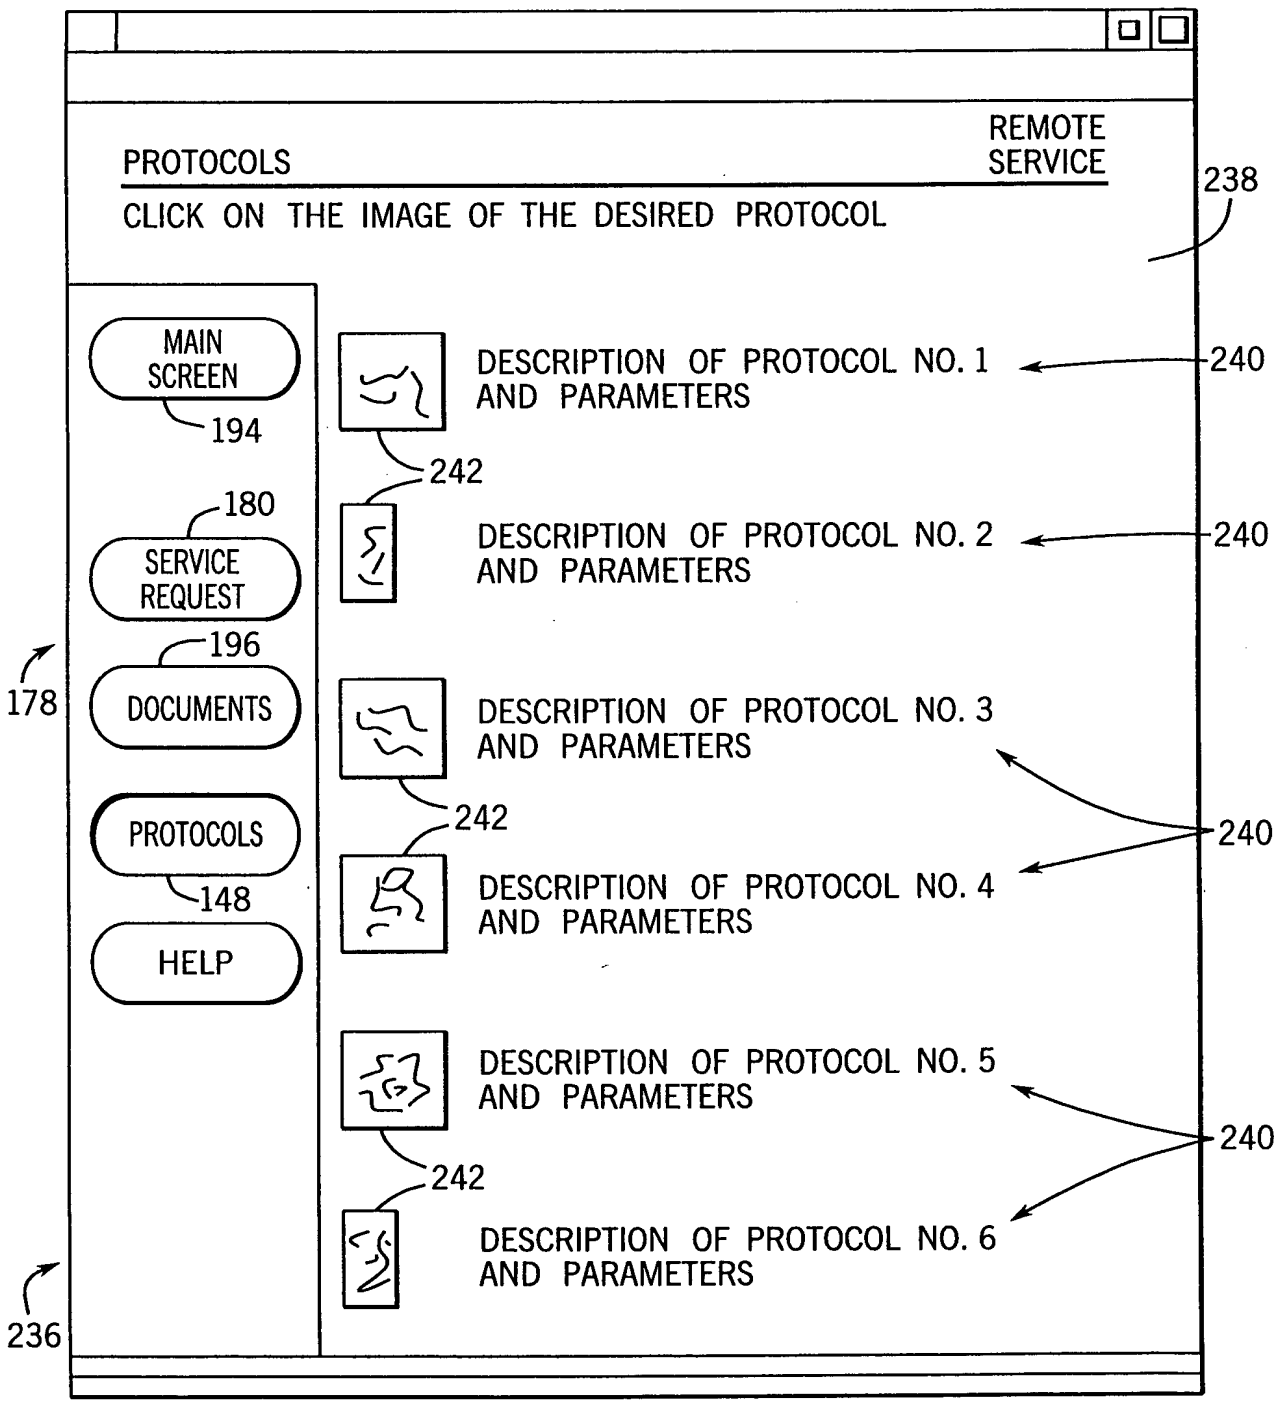 REMOTE
PROTOCOLS SERVICE
CLICK ON THE IMAGE OF THE DESIRED PROTOCOL
238
MAIN
SCREEN
194
180
SERVICE
REQUEST
196
DOCUMENTS
178
PROTOCOLS
148
HELP
236
DESCRIPTION OF PROTOCOL NO. 1
AND PARAMETERS
240
242
DESCRIPTION OF PROTOCOL NO. 2
AND PARAMETERS
240
DESCRIPTION OF PROTOCOL NO. 3
AND PARAMETERS
242
240
DESCRIPTION OF PROTOCOL NO. 4
AND PARAMETERS
DESCRIPTION OF PROTOCOL NO. 5
AND PARAMETERS
242
240
DESCRIPTION OF PROTOCOL NO. 6
AND PARAMETERS